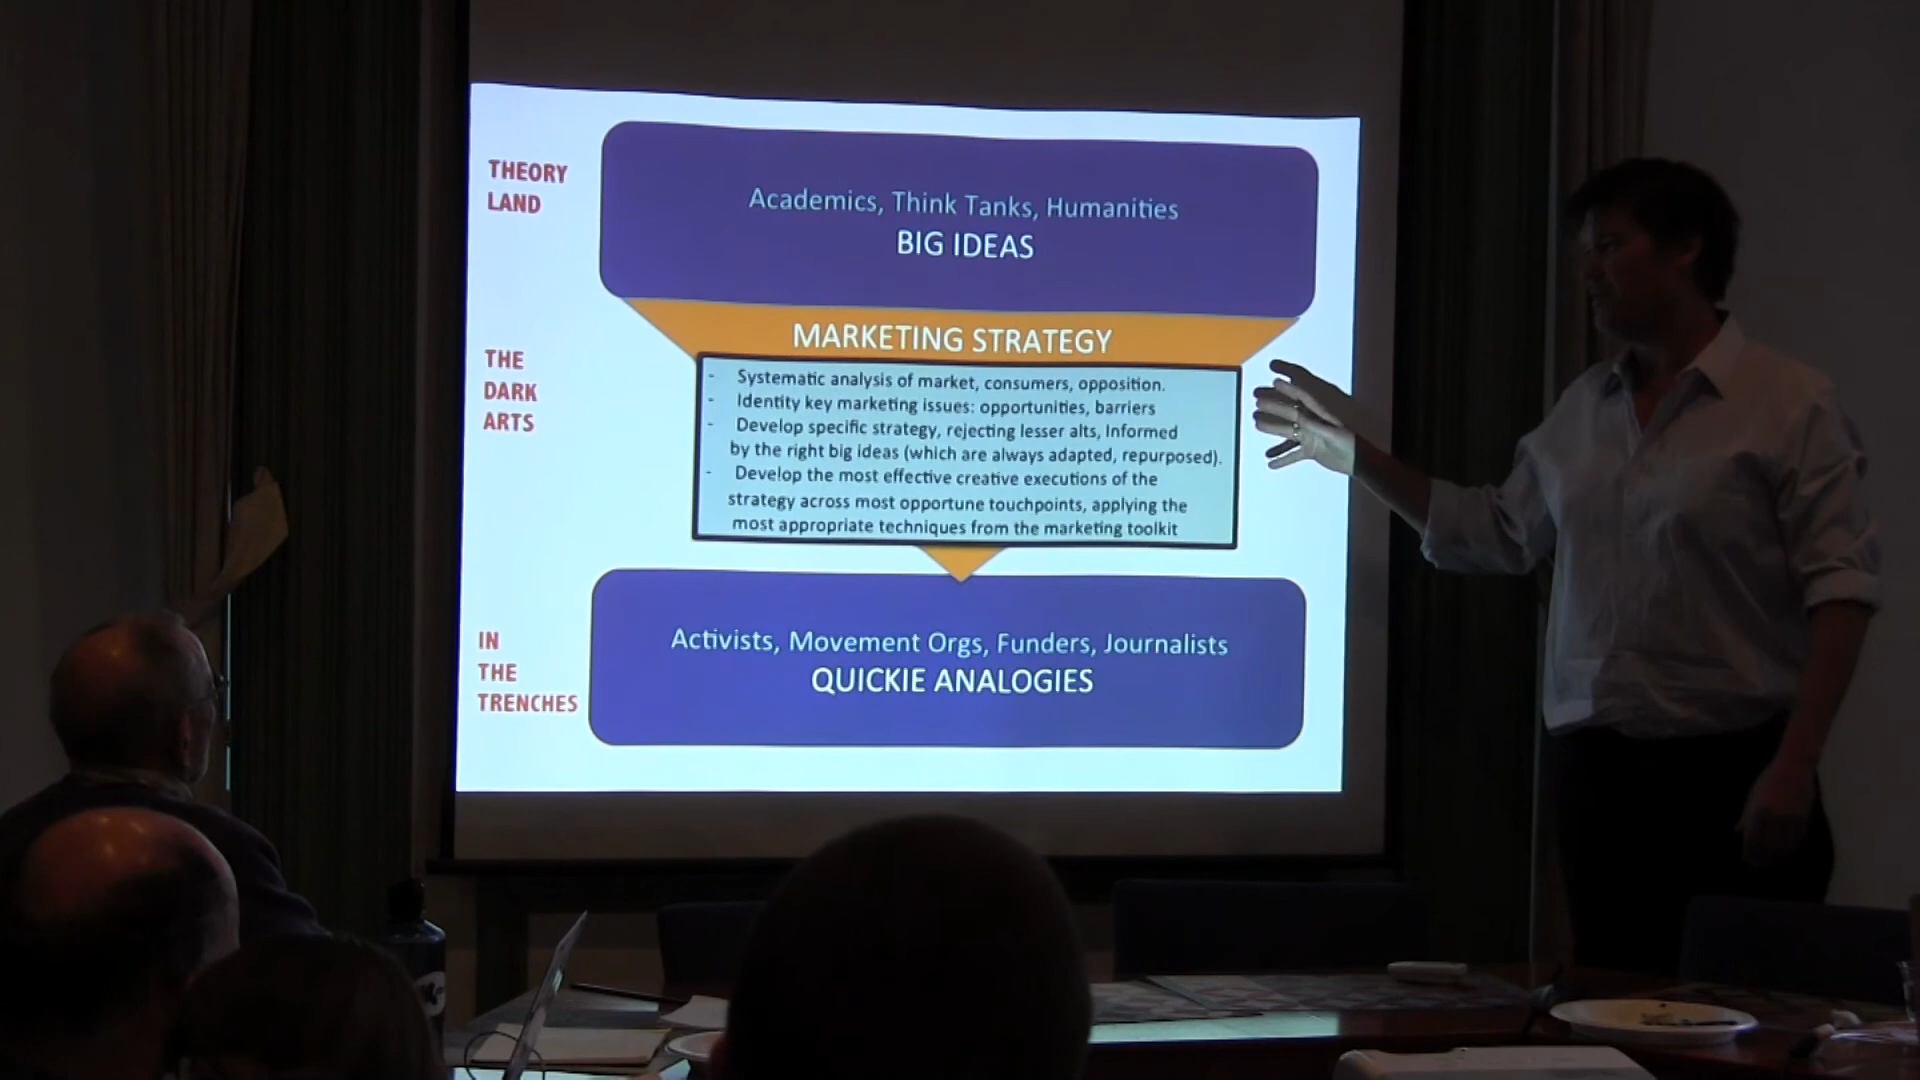 THEORY
LAND
Academics, Think Tanks, Humanities
BIG IDEAS
THE
DARK
ARTS
MARKETING STRATEGY
- Systematic analysis of market, consumers, opposition.
- Identity key marketing issues: opportunities, barriers
- Develop specific strategy, rejecting lesser alts, Informed
by the right big ideas (which are always adapted, repurposed).
- Develop the most effective creative executions of the
strategy across most opportune touchpoints, applying the
most appropriate techniques from the marketing toolkit
IN
THE
TRENCHES
Activists, Movement Orgs, Funders, Journalists
QUICKIE ANALOGIES